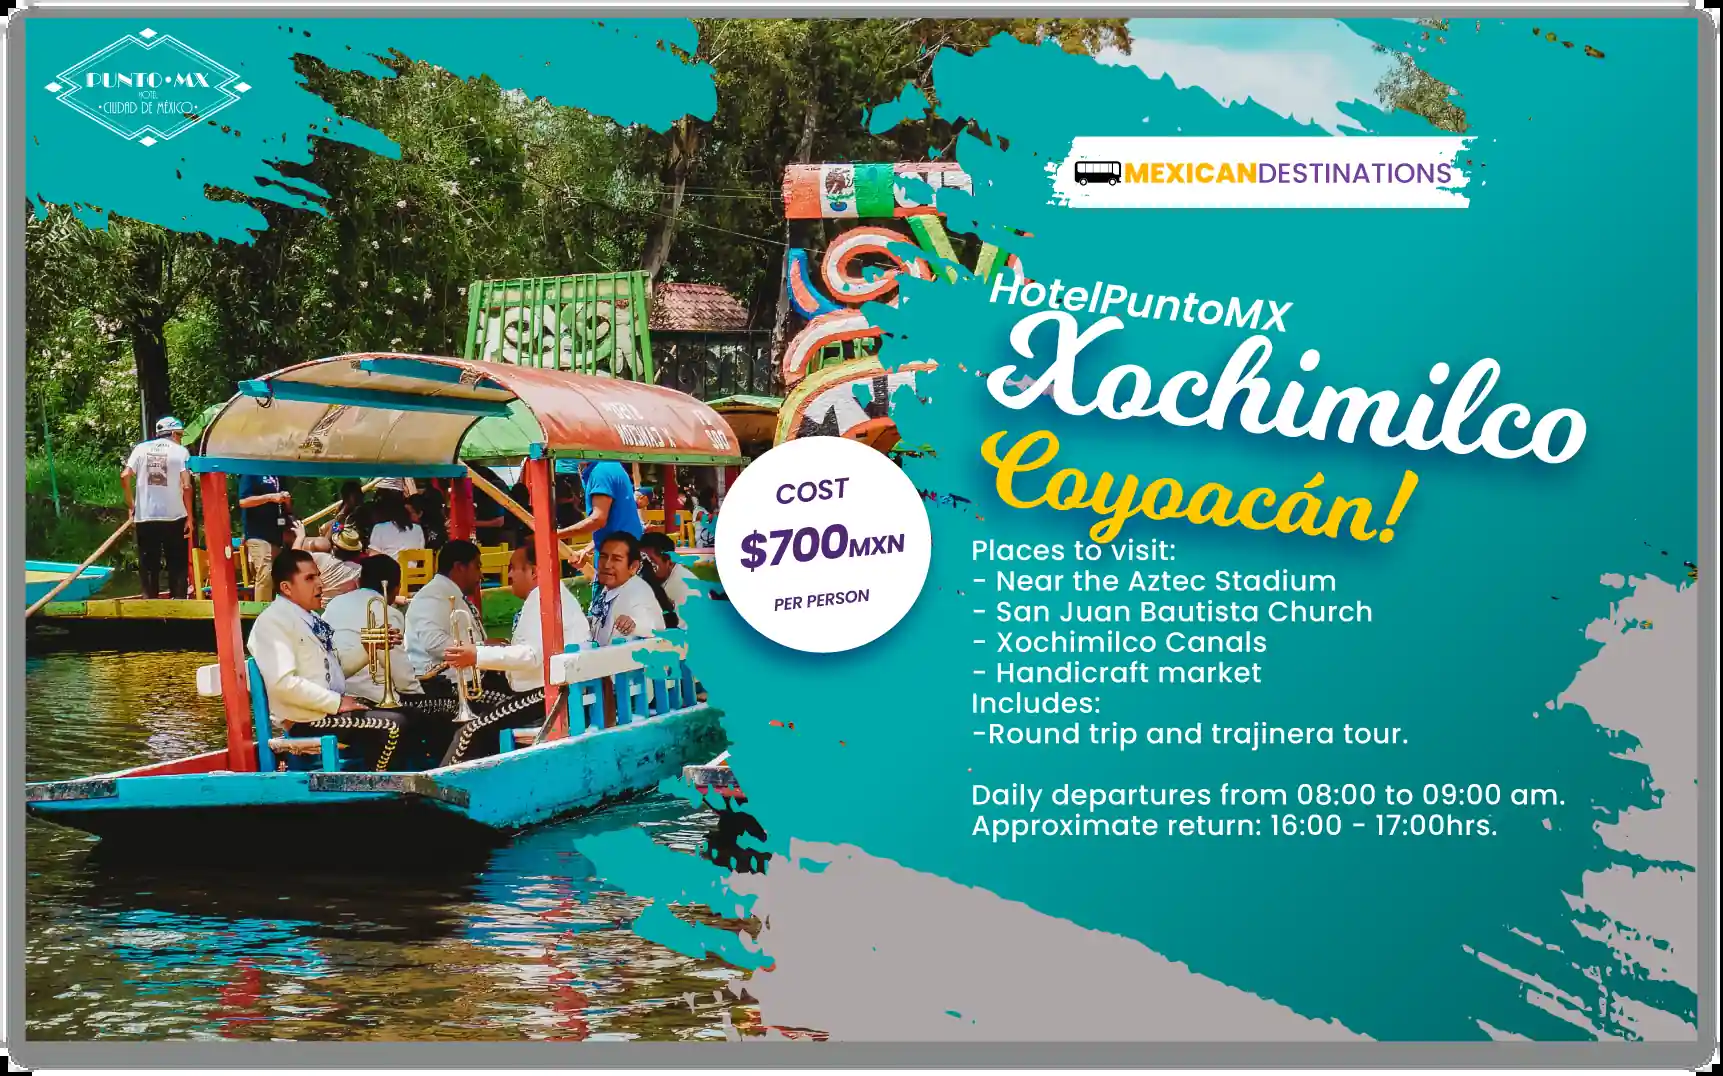 PUNTO•MX
HOTEL
•CIUDAD DE MÉXICO•
MEXICANDESTINATIONS
HotelPuntoMX
Xochimilco
Coyoacán!
COST
$700MXN
PER PERSON
Places to visit:
- Near the Aztec Stadium
- San Juan Bautista Church
- Xochimilco Canals
- Handicraft market
Includes:
-Round trip and trajinera tour.
Daily departures from 08:00 to 09:00 am.
Approximate return: 16:00 - 17:00hrs.